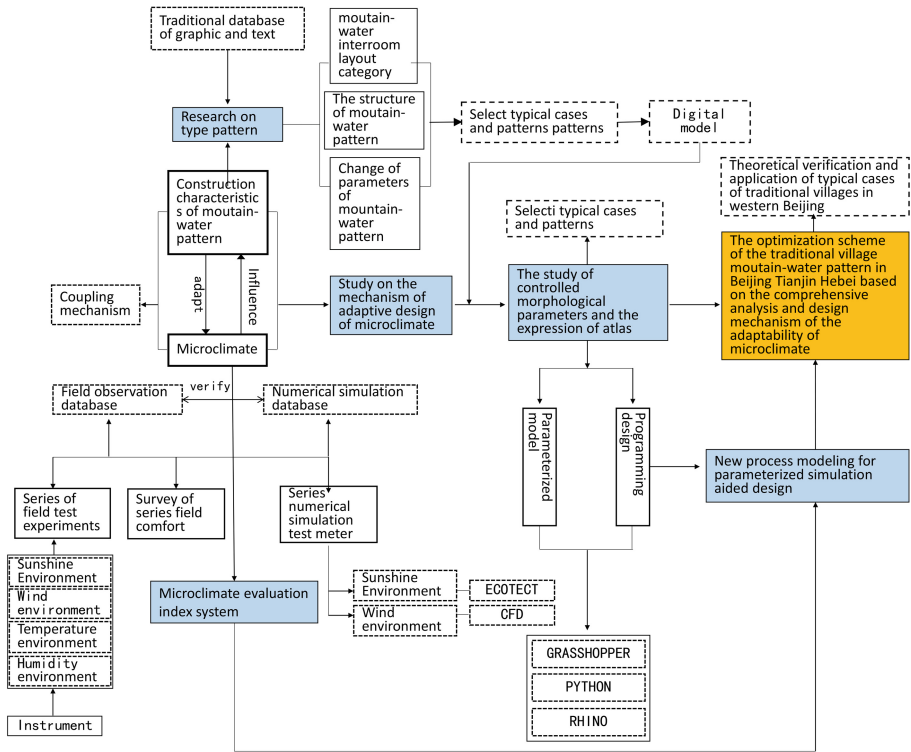 Traditional database
of graphic and text
moutain-
water
interroom
layout
category
Research on
type pattern
The structure
of moutain-
water
pattern
Select typical cases
and patterns patterns
Digital
model
Change of
parameters
of
mountain-
water
pattern
Construction
characteristic
s of moutain-
water
pattern
Theoretical verification and
application of typical cases
of traditional villages in
western Beijing
Selecti typical cases
and patterns
adapt
Influence
Coupling
mechanism
Study on the
mechanism of
adaptive design
of microclimate
The study of
controlled
morphological
parameters and the
expression of atlas
The optimization scheme
of the traditional village
moutain-water pattern in
Beijing Tianjin Hebei based
on the comprehensive
analysis and design
mechanism of the
adaptability of
microclimate
Microclimate
Field observation
database
verify
Numerical simulation
database
Parameterized
model
Programming
design
New process modeling for
parameterized simulation
aided design
Series of
field test
experiments
Survey of
series field
comfort
Series
numerical
simulation
test meter
Sunshine
Environment
Wind
environment
Temperature
environment
Humidity
environment
Instrument
Microclimate evaluation
index system
Sunshine
Environment
ECOTECT
Wind
environment
CFD
GRASSHOPPER
PYTHON
RHINO